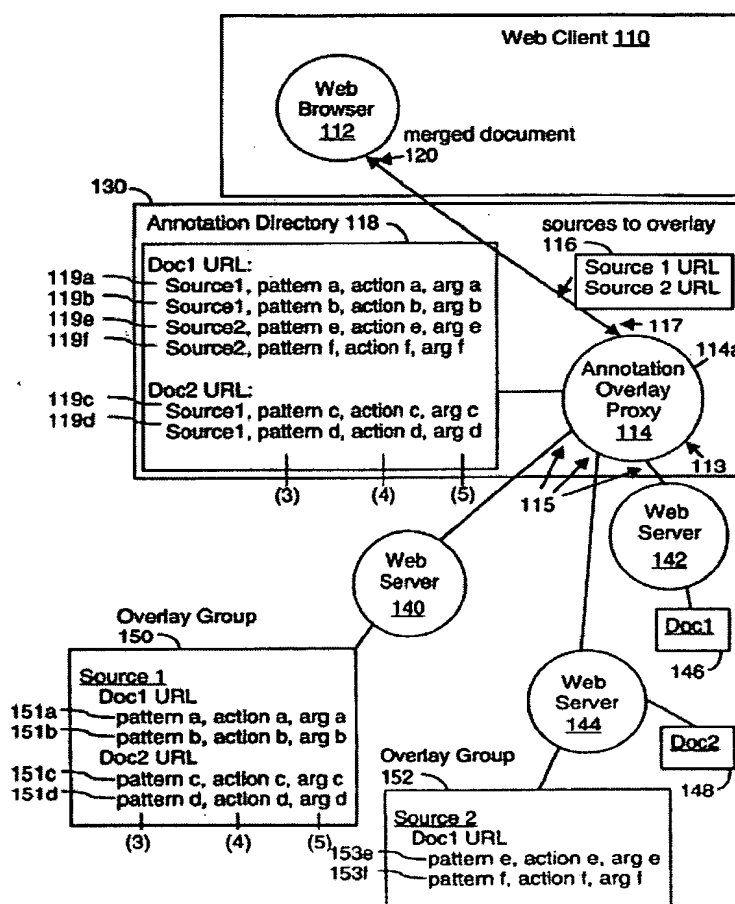 Web Client 110
Web
Browser
112
merged document
120
130
Annotation Directory 118
sources to overlay
116
Source 1 URL
Source 2 URL
Doc1 URL:
119a Source1, pattern a, action a, arg a
119b Source1, pattern b, action b, arg b
119e Source2, pattern e, action e, arg e
119f Source2, pattern f, action f, arg f
117
114a
Doc2 URL:
119c Source1, pattern c, action c, arg c
119d Source1, pattern d, action d, arg d
Annotation
Overlay
Proxy
114
113
(3) (4) (5)
115
Web
Server
142
Web
Server
140
Doc1
146
Overlay Group
150
Source 1
Doc1 URL
151a pattern a, action a, arg a
151b pattern b, action b, arg b
Doc2 URL
151c pattern c, action c, arg c
151d pattern d, action d, arg d
(3) (4) (5)
Web
Server
144
Doc2
148
Overlay Group
152
Source 2
Doc1 URL
153e pattern e, action e, arg e
153f pattern f, action f, arg f